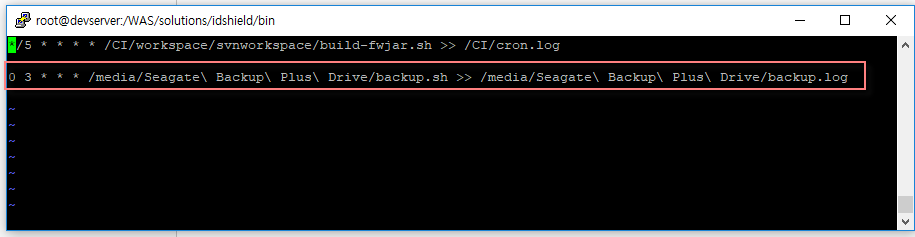 root@devserver:/WAS/solutions/idshield/bin
*/5 * * * * /CI/workspace/svnworkspace/build-fwjar.sh >> /CI/cron.log
0 3 * * * /media/Seagate\ Backup\ Plus\ Drive/backup.sh >> /media/Seagate\ Backup\ Plus\ Drive/backup.log
~
~
~
~
~
~
~